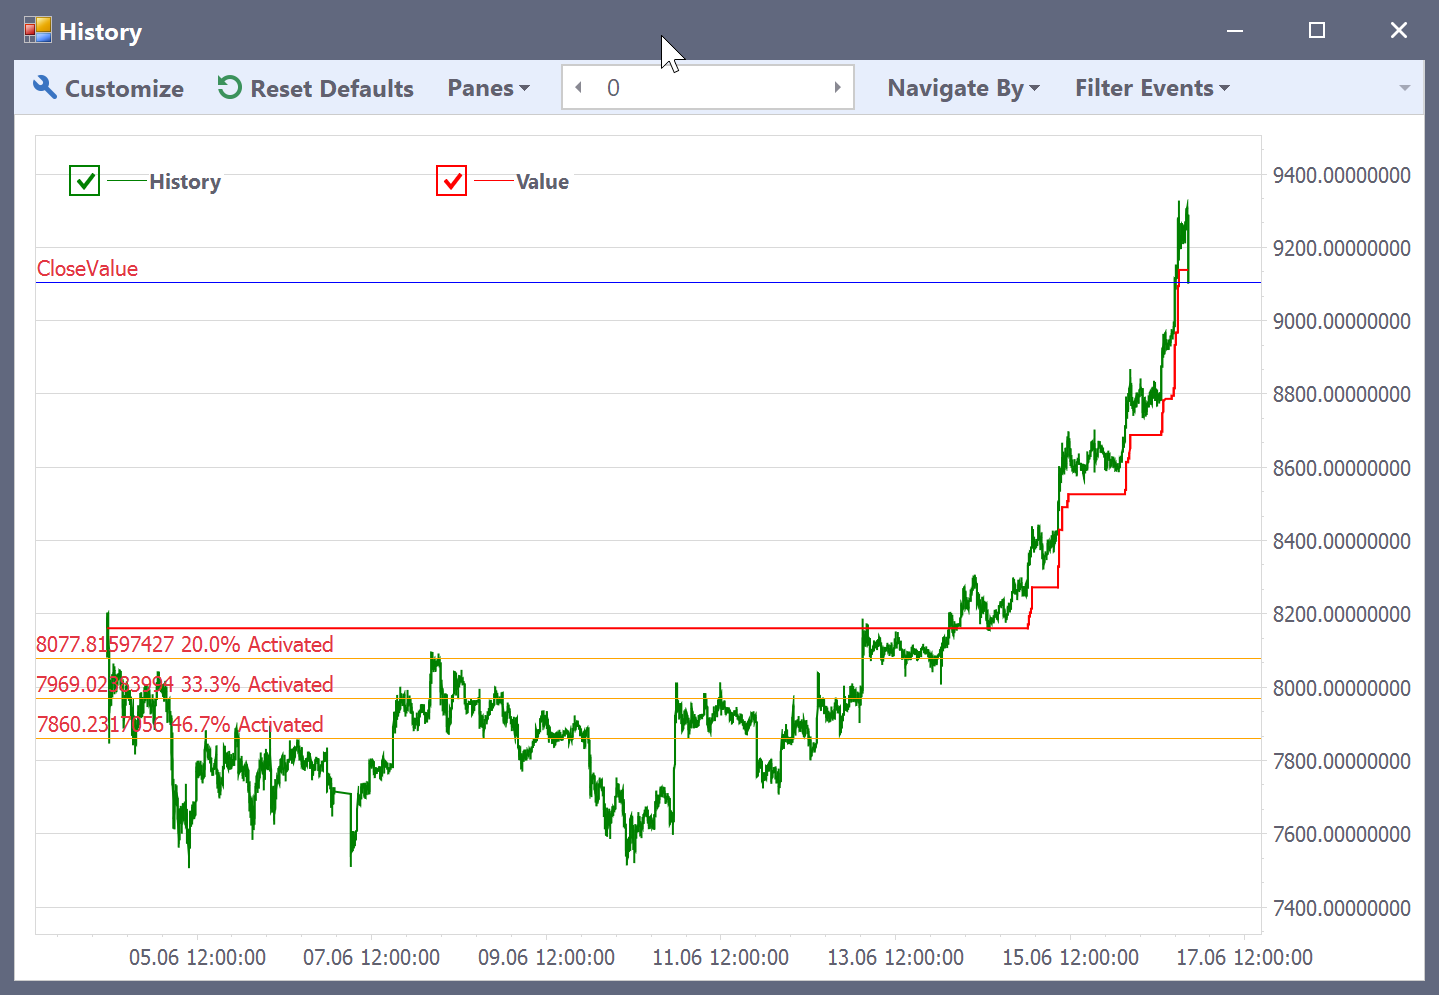 History
Customize Reset Defaults Panes 0 Navigate By Filter Events
History Value
9400.00000000
9200.00000000
CloseValue
9000.00000000
8800.00000000
8600.00000000
8400.00000000
8200.00000000
8077.81597427 20.0% Activated
7969.02383994 33.3% Activated
8000.00000000
7860.2317056 46.7% Activated
7800.00000000
7600.00000000
7400.00000000
05.06 12:00:00 07.06 12:00:00 09.06 12:00:00 11.06 12:00:00 13.06 12:00:00 15.06 12:00:00 17.06 12:00:00